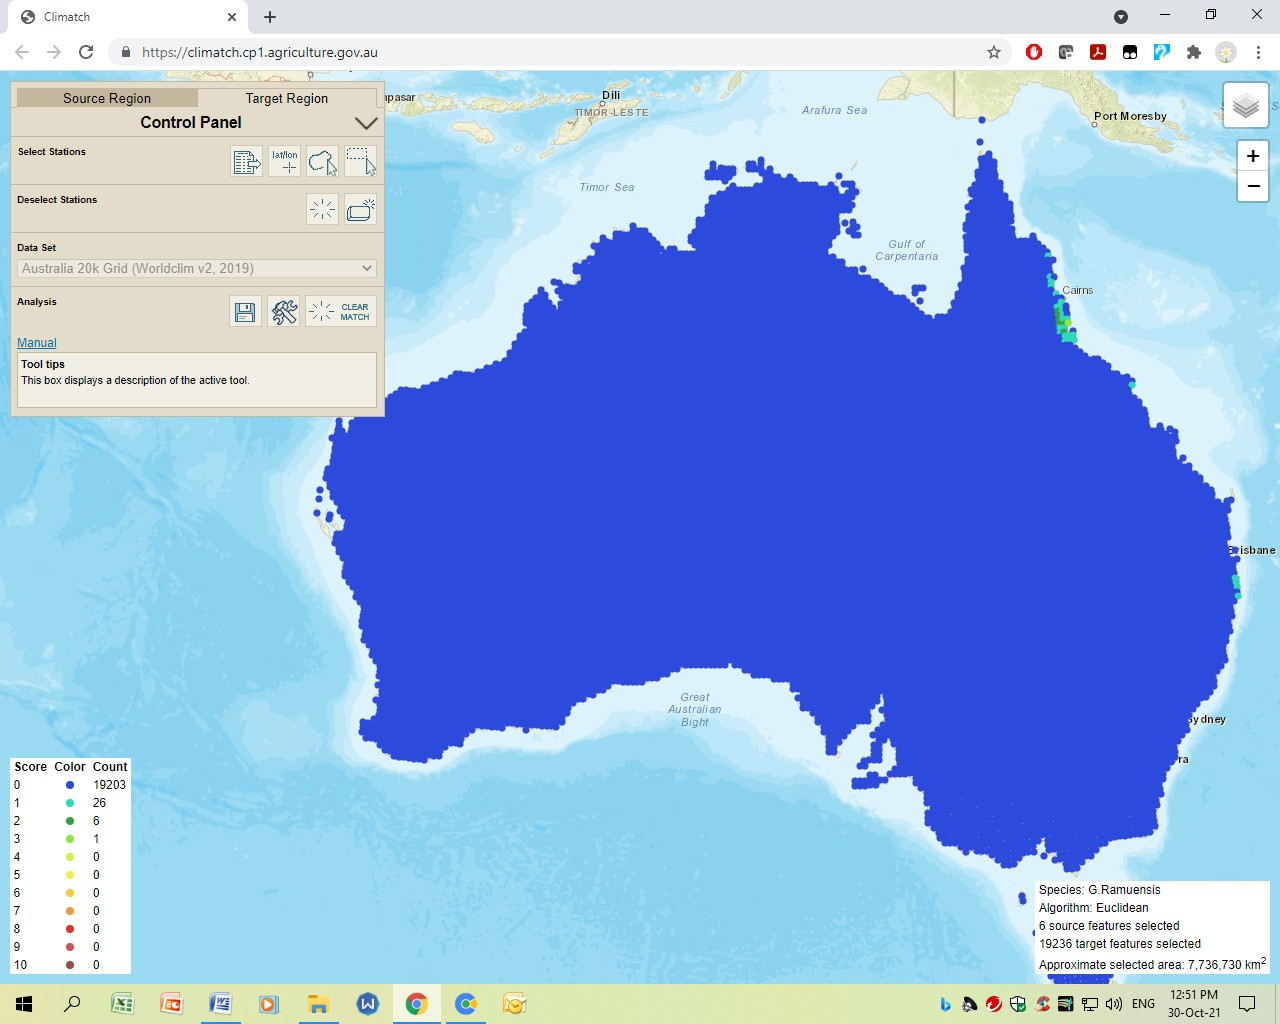 Climatch
https://climatch.cp1.agriculture.gov.au
Source Region
Target Region
Control Panel
Select Stations
lat/lon
Deselect Stations
Data Set
Australia 20k Grid (Worldclim v2, 2019)
Analysis
CLEAR
MATCH
Manual
Tool tips
This box displays a description of the active tool.
pasar
Dili
TIMOR-LESTE
Arafura Sea
Port Moresby
Timor Sea
Gulf of
Carpentaria
Cairns
Brisbane
Great
Australian
Bight
Sydney
ra
+
−
Score Color Count
0 19203
1 26
2 6
3 1
4 0
5 0
6 0
7 0
8 0
9 0
10 0
Species: G.Ramuensis
Algorithm: Euclidean
6 source features selected
19236 target features selected
Approximate selected area: 7,736,730 km2
ENG
12:51 PM
30-Oct-21